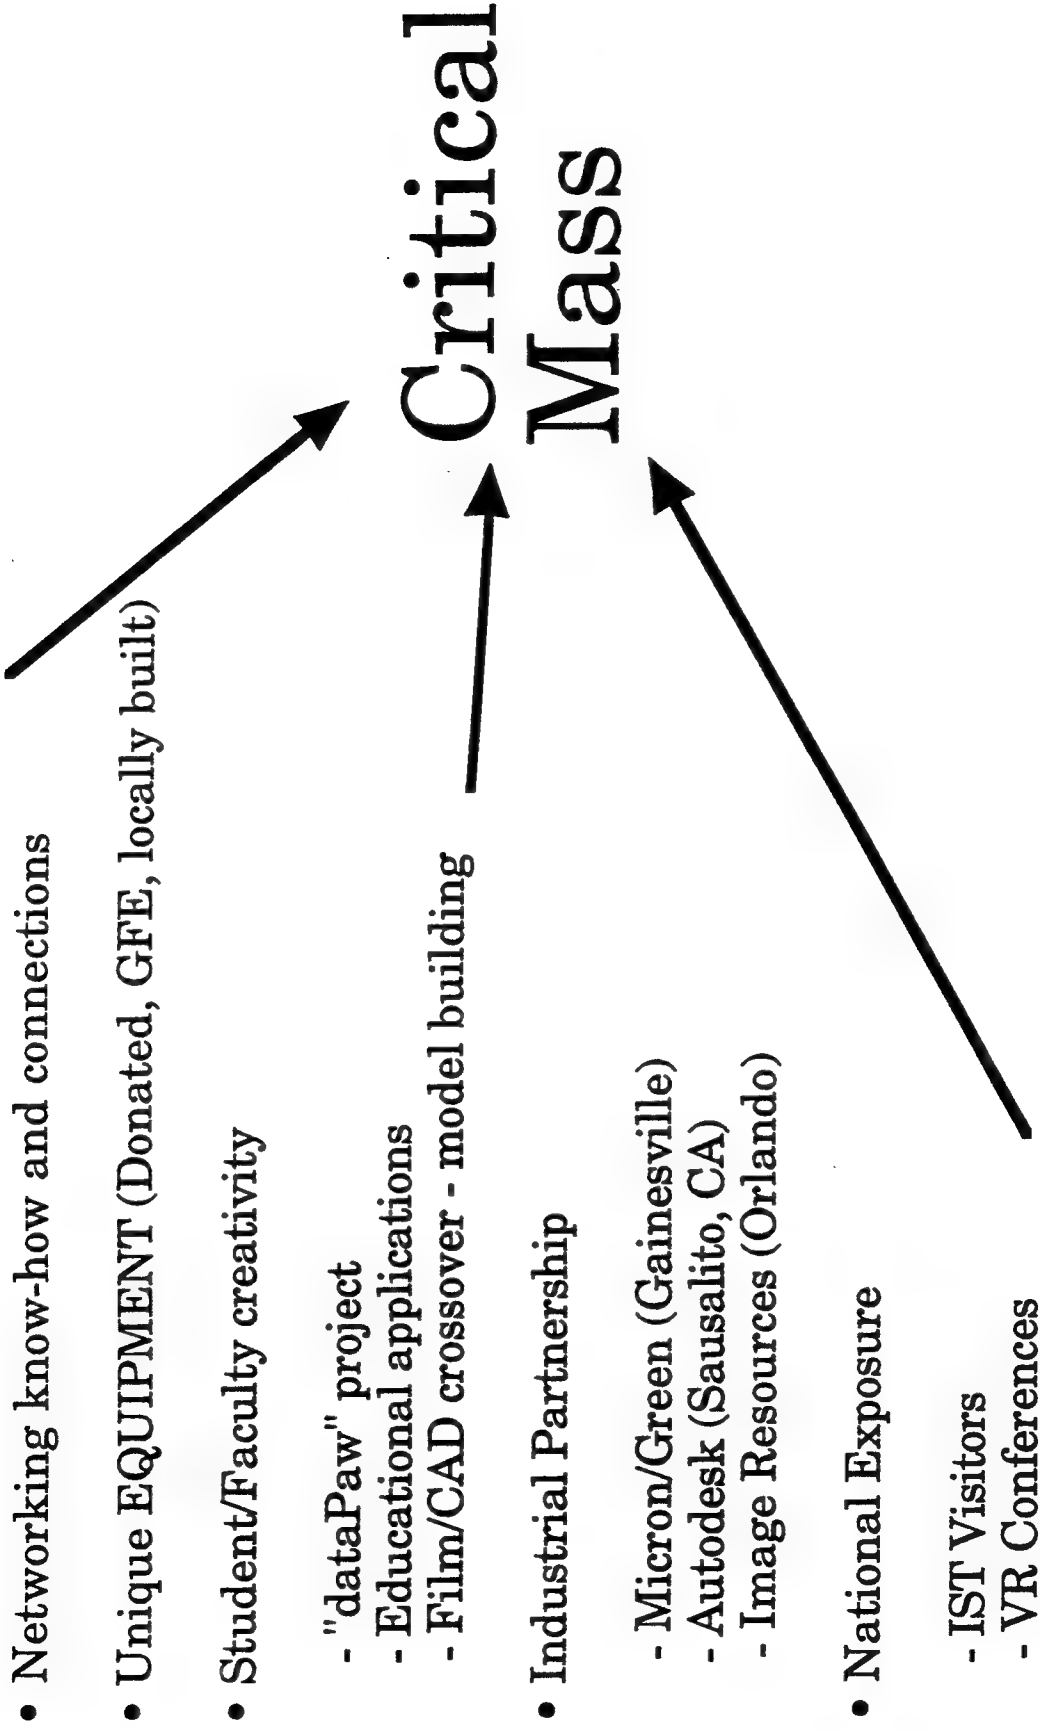 • Networking know-how and connections
• Unique EQUIPMENT (Donated, GFE, locally built)
• Student/Faculty creativity
- "dataPaw" project
- Educational applications
- Film/CAD crossover - model building
• Industrial Partnership
- Micron/Green (Gainesville)
- Autodesk (Sausalito, CA)
- Image Resources (Orlando)
• National Exposure
- IST Visitors
- VR Conferences
Critical
Mass